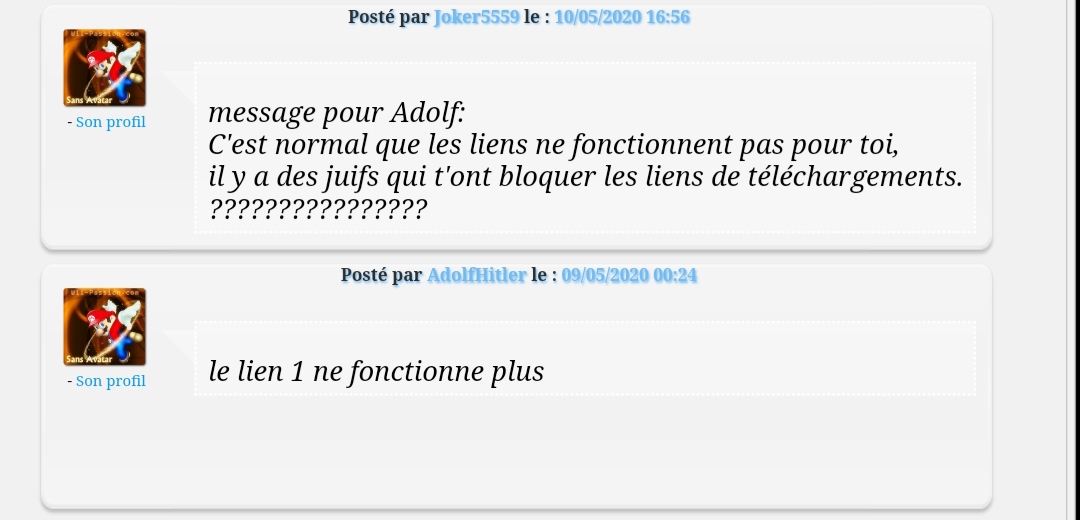 Posté par Joker5559 le : 10/05/2020 16:56
Wii-Passion.com
Sans Avatar
- Son profil
message pour Adolf:
C'est normal que les liens ne fonctionnent pas pour toi,
il y a des juifs qui t'ont bloquer les liens de téléchargements.
????????????????
Posté par AdolfHitler le : 09/05/2020 00:24
Wii-Passion.com
Sans Avatar
- Son profil
le lien 1 ne fonctionne plus